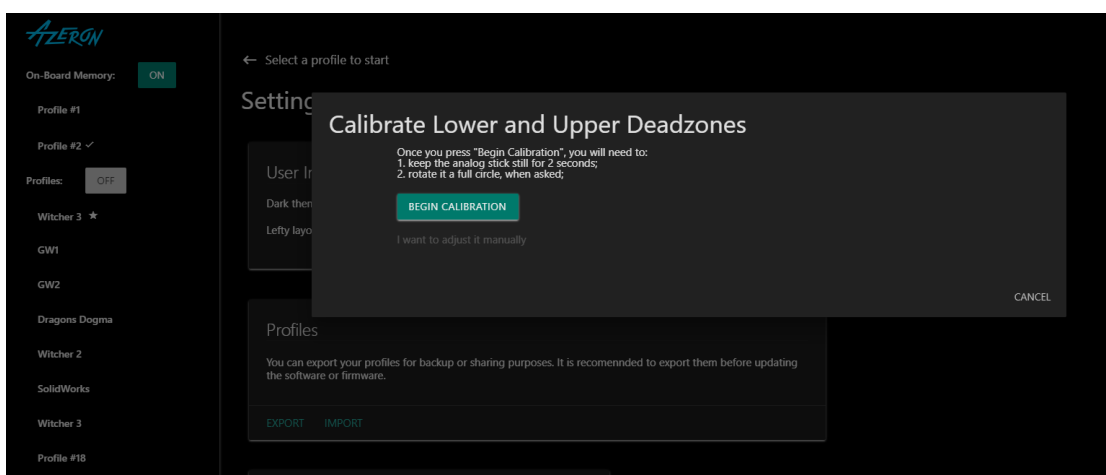 AZERON
On-Board Memory: ON
Profile #1
Profile #2
Profiles: OFF
Witcher 3
GW1
GW2
Dragons Dogma
Witcher 2
SolidWorks
Witcher 3
Profile #18
← Select a profile to start
Setting
User In
Dark then
Lefty layo
Calibrate Lower and Upper Deadzones
Once you press "Begin Calibration", you will need to:
1. keep the analog stick still for 2 seconds;
2. rotate it a full circle, when asked;
BEGIN CALIBRATION
I want to adjust it manually
CANCEL
Profiles
You can export your profiles for backup or sharing purposes. It is recomennded to export them before updating
the software or firmware.
EXPORT IMPORT